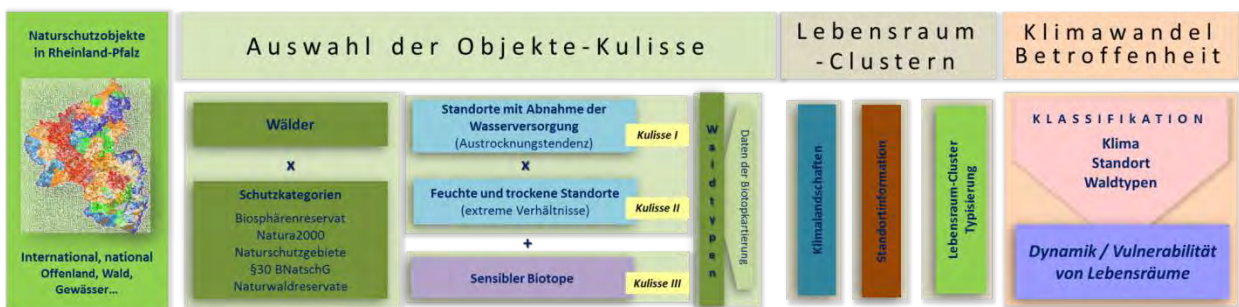 Naturschutzobjekte
in Rheinland-Pfalz
International, national
Offenland, Wald,
Gewässer…
Auswahl der Objekte-Kulisse
Wälder
x
Schutzkategorien
Biosphärenreservat
Natura2000
Naturschutzgebiete
§30 BNatschG
Naturwaldreservate
Standorte mit Abnahme der
Wasserversorgung
(Austrocknungstendenz)
Kulisse I
x
Feuchte und trockene Standorte
(extreme Verhältnisse)
Kulisse II
+
Sensibler Biotope
Kulisse III
Waldtypen
Daten der Biotopkartierung
Lebensraum
-Clustern
Klimalandschaften
Standortinformation
Lebensraum-Cluster
Typisierung
Klimawandel
Betroffenheit
KLASSIFIkATION
Klima
Standort
Waldtypen
Dynamik / Vulnerabilität
von Lebensräume